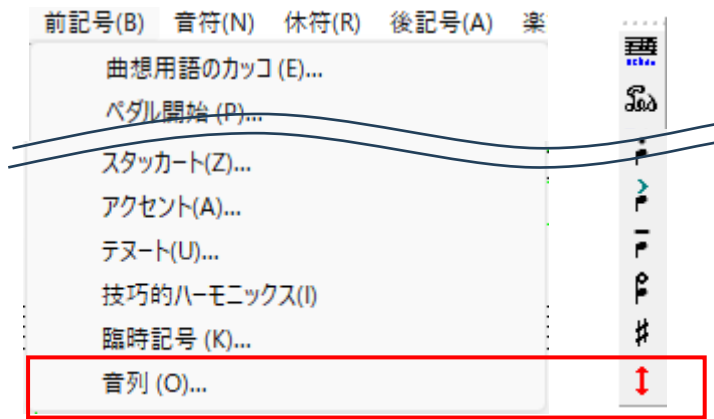 前記号(B) 音符(N) 休符(R) 後記号(A) 楽
曲想用語のカッコ (E)...
ペダル開始 (P)...
スタッカート(Z)...
アクセント(A)...
テヌート(U)...
技巧的ハーモニックス(I)
臨時記号 (K)...
音列 (O)...